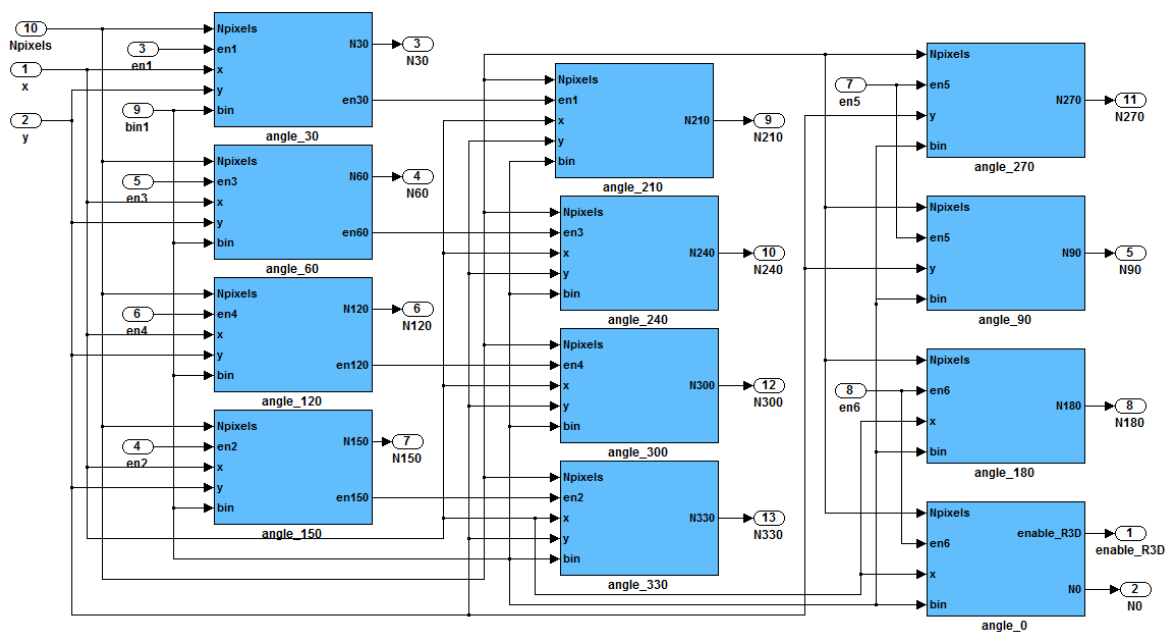 10
Npixels
3
en1
1
x
9
bin1
2
y
Npixels
en1
x
y
bin
N30
en30
angle_30
3
N30
5
en3
Npixels
en3
x
y
bin
N60
en60
angle_60
4
N60
6
en4
Npixels
en4
x
y
bin
N120
en120
angle_120
6
N120
4
en2
Npixels
en2
x
y
bin
N150
en150
angle_150
7
N150
Npixels
en1
x
y
bin
N210
angle_210
9
N210
Npixels
en3
x
y
bin
N240
angle_240
10
N240
Npixels
en4
x
y
bin
N300
angle_300
12
N300
Npixels
en2
x
y
bin
N330
angle_330
13
N330
7
en5
Npixels
en5
y
bin
N270
angle_270
11
N270
Npixels
en5
y
bin
N90
angle_90
5
N90
8
en6
Npixels
en6
x
bin
N180
angle_180
8
N180
Npixels
en6
x
bin
enable_R3D
N0
angle_0
1
enable_R3D
2
N0